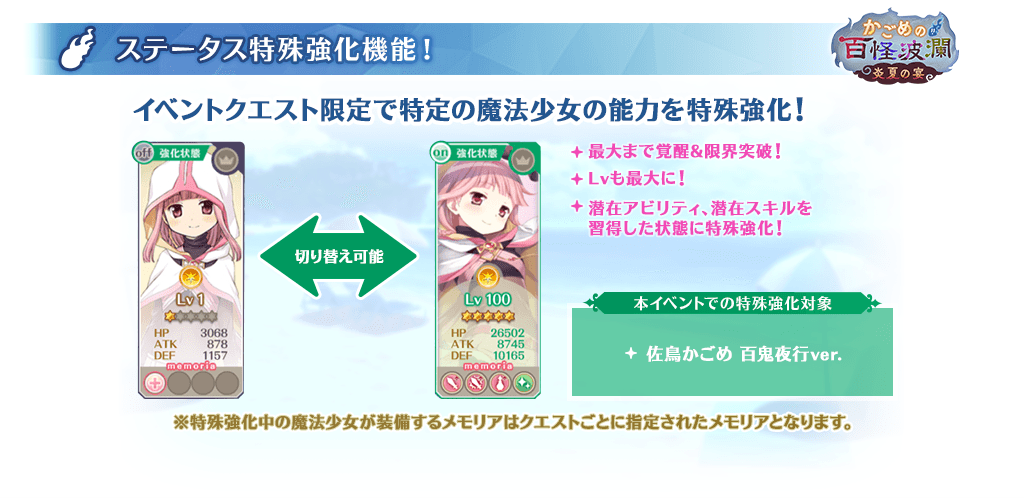 ステータス特殊強化機能！
かごめの
百怪波瀾
炎夏の宴
イベントクエスト限定で特定の魔法少女の能力を特殊強化！
off 強化状態
Lv 1
HP 3068
ATK 878
DEF 1157
memoria
切り替え可能
on 強化状態
Lv 100
HP 26502
ATK 8745
DEF 10165
memoria
最大まで覚醒&限界突破！
Lvも最大に！
潜在アビリティ、潜在スキルを
習得した状態に特殊強化！
本イベントでの特殊強化対象
佐鳥かごめ 百鬼夜行ver.
※特殊強化中の魔法少女が装備するメモリアはクエストごとに指定されたメモリアとなります。